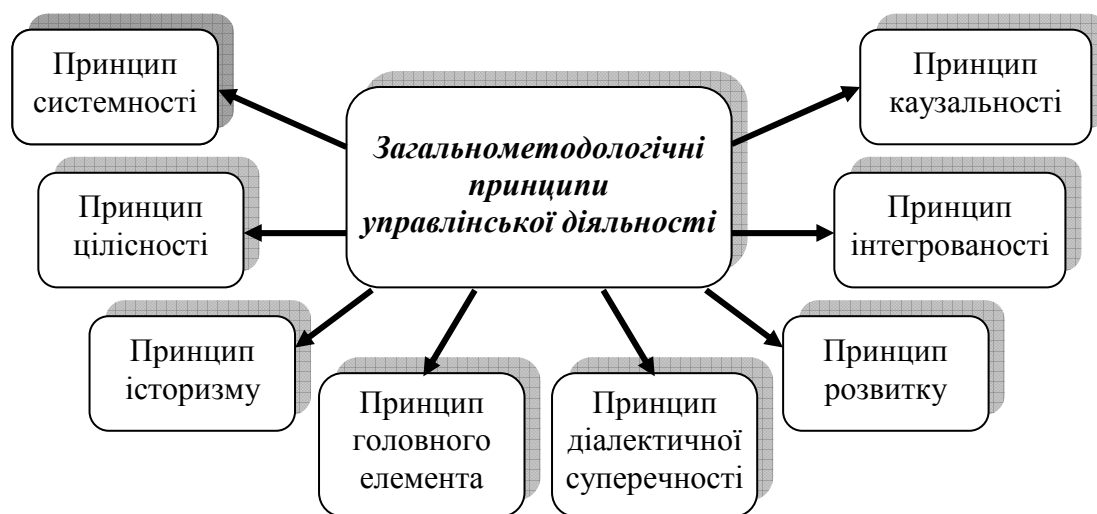 Принцип
системності
Принцип
каузальності
Загальнометодологічні
принципи
управлінської діяльності
Принцип
цілісності
Принцип
інтегрованості
Принцип
історизму
Принцип
головного
елемента
Принцип
діалектичної
суперечності
Принцип
розвитку